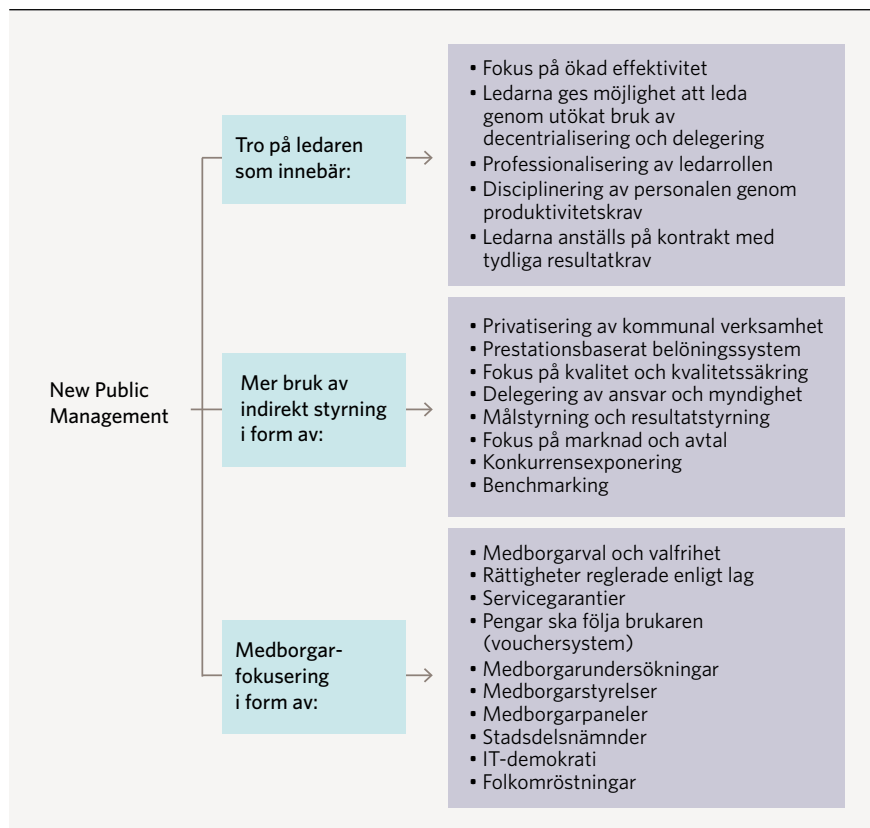 New Public
Management
Tro på ledaren
som innebär:
• Fokus på ökad effektivitet
• Ledarna ges möjlighet att leda
genom utökat bruk av
decentrialisering och delegering
• Professionalisering av ledarrollen
• Disciplinering av personalen genom
produktivitetskrav
• Ledarna anställs på kontrakt med
tydliga resultatkrav
Mer bruk av
indirekt styrning
i form av:
• Privatisering av kommunal verksamhet
• Prestationsbaserat belöningssystem
• Fokus på kvalitet och kvalitetssäkring
• Delegering av ansvar och myndighet
• Målstyrning och resultatstyrning
• Fokus på marknad och avtal
• Konkurrensexponering
• Benchmarking
Medborgar-
fokusering
i form av:
• Medborgarval och valfrihet
• Rättigheter reglerade enligt lag
• Servicegarantier
• Pengar ska följa brukaren
(vouchersystem)
• Medborgarundersökningar
• Medborgarstyrelser
• Medborgarpaneler
• Stadsdelsnämnder
• IT-demokrati
• Folkomröstningar